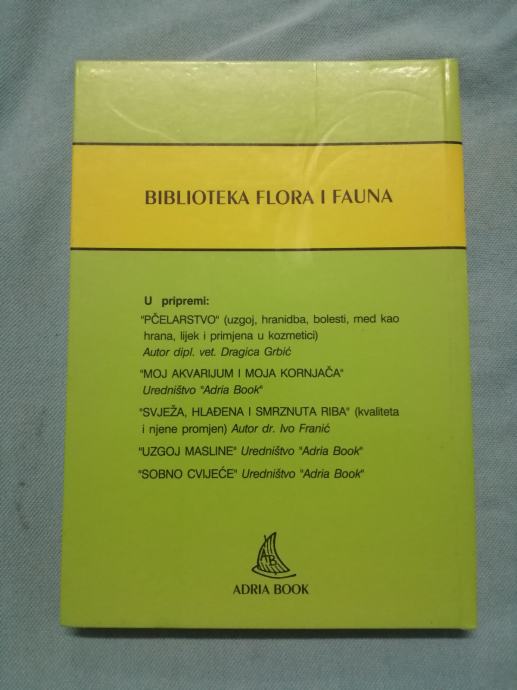 BIBLIOTEKA FLORA I FAUNA
U pripremi:
"PČELARSTVO" (uzgoj, hranidba, bolesti, med kao
hrana, lijek i primjena u kozmetici)
Autor dipl. vet. Dragica Grbić
"MOJ AKVARIJUM I MOJA KORNJAČA"
Uredništvo "Adria Book"
"SVJEŽA, HLAĐENA I SMRZNUTA RIBA" (kvaliteta
i njene promjen) Autor dr. Ivo Franić
"UZGOJ MASLINE" Uredništvo "Adria Book"
"SOBNO CVIJEĆE" Uredništvo "Adria Book"
AB
ADRIA BOOK